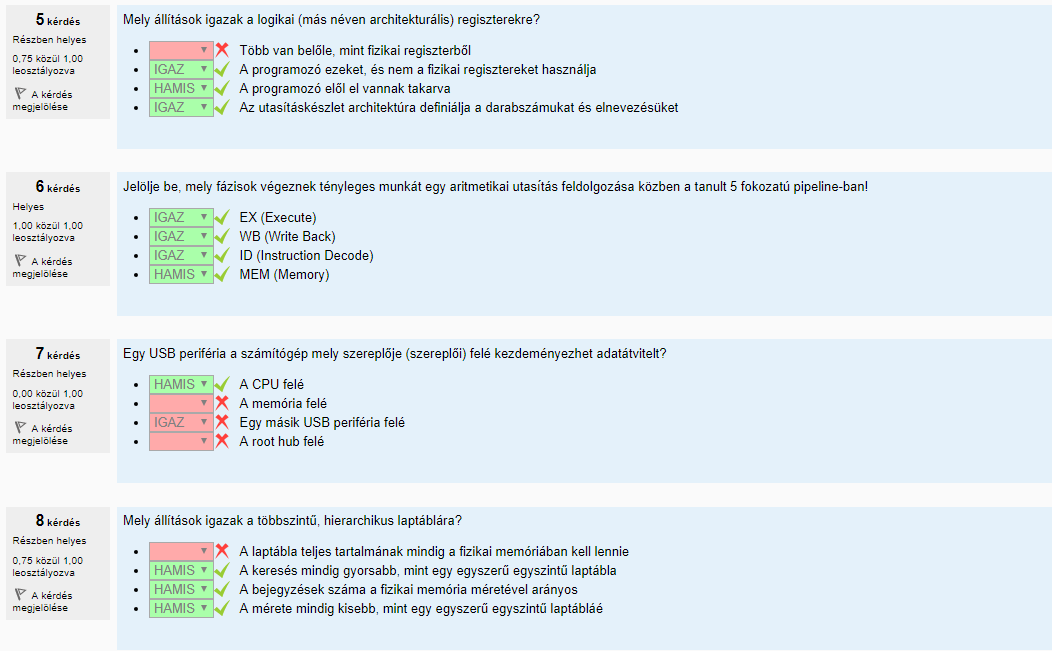 5 kérdés
Részben helyes
0,75 közül 1,00
leosztályozva
A kérdés
megjelölése
Mely állítások igazak a logikai (más néven architekturális) regiszterekre?
Több van belőle, mint fizikai regiszterből
IGAZ A programozó ezeket, és nem a fizikai regisztereket használja
HAMIS A programozó elől el vannak takarva
IGAZ Az utasításkészlet architektúra definiálja a darabszámukat és elnevezésüket
6 kérdés
Helyes
1,00 közül 1,00
leosztályozva
A kérdés
megjelölése
Jelölje be, mely fázisok végeznek tényleges munkát egy aritmetikai utasítás feldolgozása közben a tanult 5 fokozatú pipeline-ban!
IGAZ EX (Execute)
IGAZ WB (Write Back)
IGAZ ID (Instruction Decode)
HAMIS MEM (Memory)
7 kérdés
Részben helyes
0,00 közül 1,00
leosztályozva
A kérdés
megjelölése
Egy USB periféria a számítógép mely szereplője (szereplői) felé kezdeményezhet adatátvitelt?
HAMIS A CPU felé
A memória felé
IGAZ Egy másik USB periféria felé
A root hub felé
8 kérdés
Részben helyes
0,75 közül 1,00
leosztályozva
A kérdés
megjelölése
Mely állítások igazak a többszintű, hierarchikus laptáblára?
A laptábla teljes tartalmának mindig a fizikai memóriában kell lennie
HAMIS A keresés mindig gyorsabb, mint egy egyszerű egyszintű laptábla
HAMIS A bejegyzések száma a fizikai memória méretével arányos
HAMIS A mérete mindig kisebb, mint egy egyszerű egyszintű laptábláé